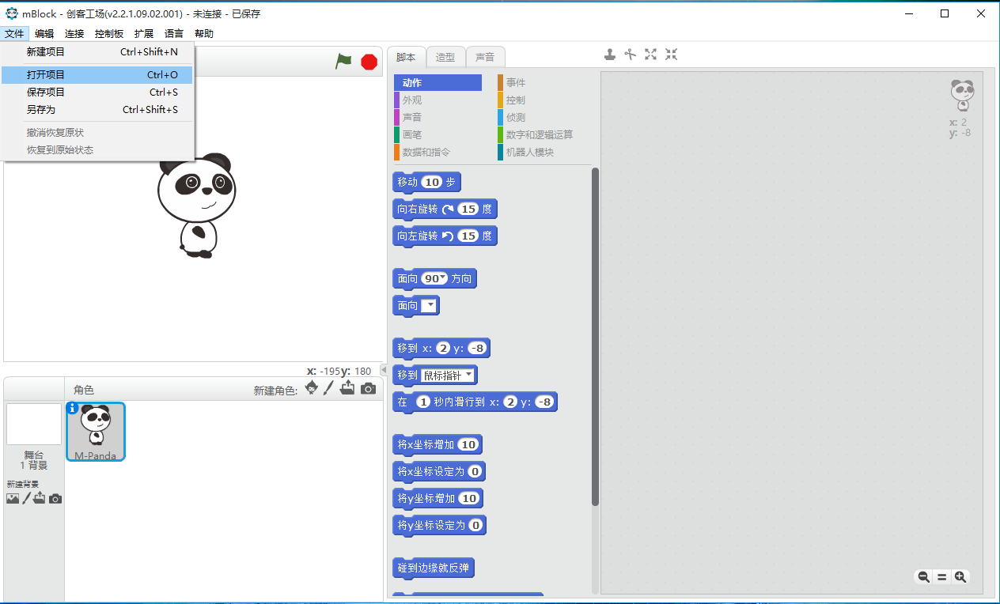 mBlock - 创客工场(v2.2.1.09.02.001) - 未连接 - 已保存
文件 编辑 连接 控制板 扩展 语言 帮助
新建项目 Ctrl+Shift+N
打开项目 Ctrl+O
保存项目 Ctrl+S
另存为 Ctrl+Shift+S
撤消恢复原状
恢复到原始状态
x: -195 y: 180
角色 新建角色:
M-Panda
舞台
1 背景
新建背景
脚本 造型 声音
动作 事件
外观 控制
声音 侦测
画笔 数字和逻辑运算
数据和指令 机器人模块
移动 10 步
向右旋转 15 度
向左旋转 15 度
面向 90 方向
面向
移到 x: 2 y: -8
移到 鼠标指针
在 1 秒内滑行到 x: 2 y: -8
将x坐标增加 10
将x坐标设定为 0
将y坐标增加 10
将y坐标设定为 0
碰到边缘就反弹
x: 2
y: -8